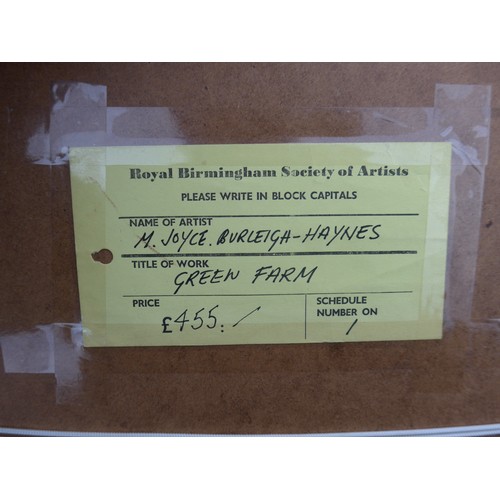 Royal Birmingham Society of Artists
PLEASE WRITE IN BLOCK CAPITALS
NAME OF ARTIST
M. JOYCE. BURLEIGH-HAYNES
TITLE OF WORK
GREEN FARM
PRICE
£455:/
SCHEDULE
NUMBER ON
1